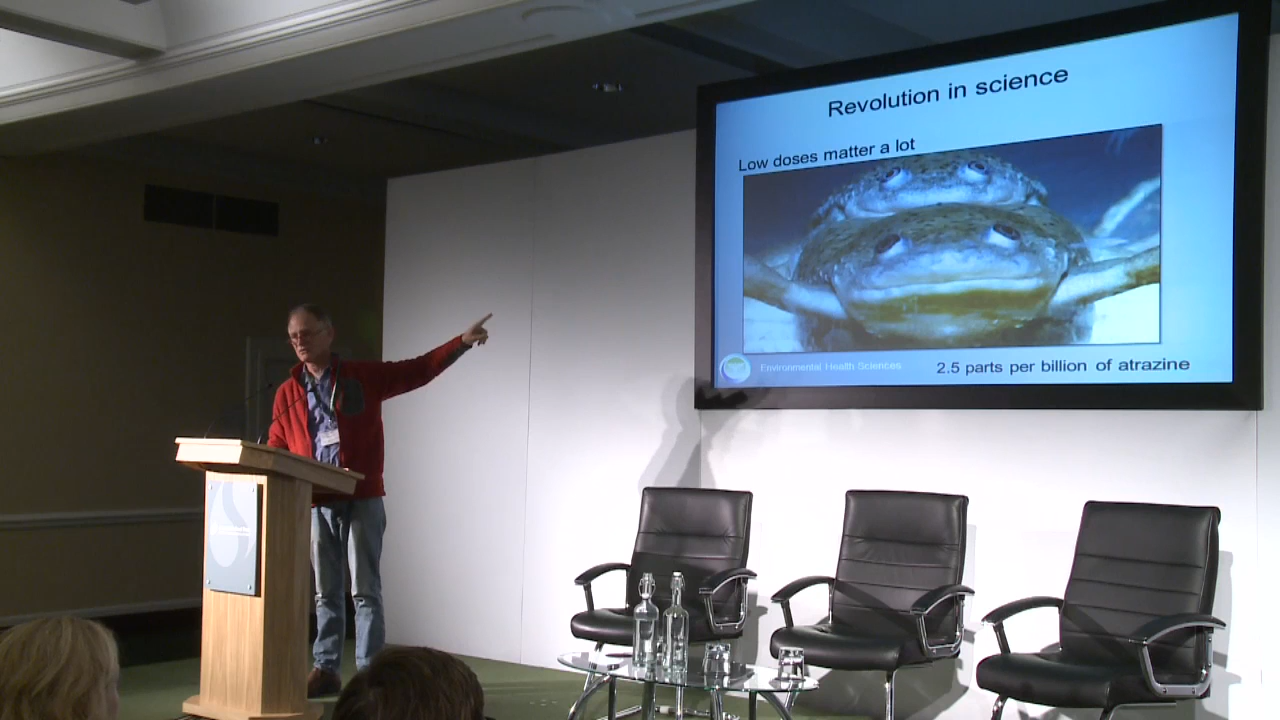 Revolution in science
Low doses matter a lot
Environmental Health Sciences
2.5 parts per billion of atrazine